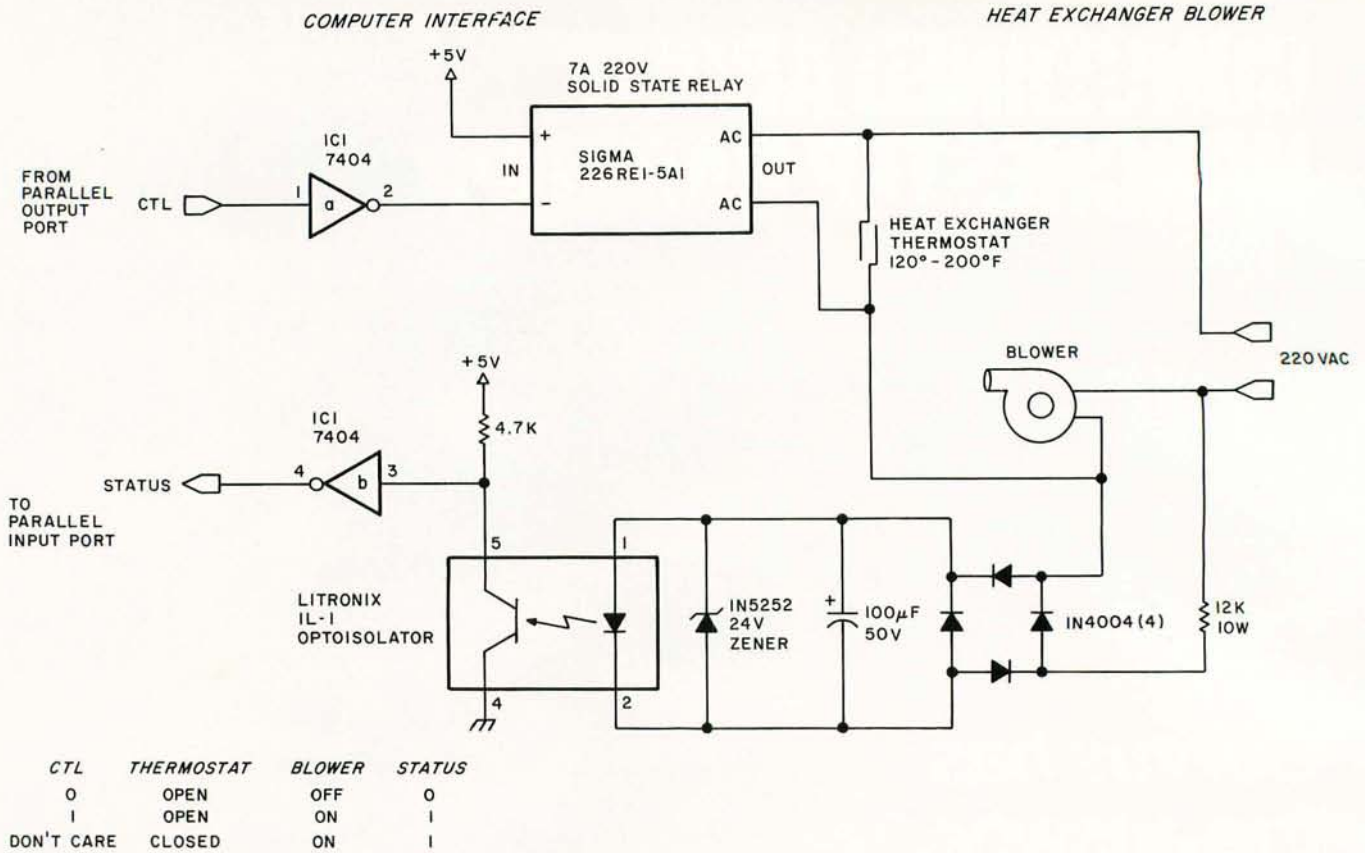 COMPUTER INTERFACE
HEAT EXCHANGER BLOWER
+5V
7A 220V
SOLID STATE RELAY
IC1
7404
FROM
PARALLEL
OUTPUT
PORT
CTL
1
a
2
IN
+
-
SIGMA
226RE1-5A1
AC
AC
OUT
HEAT EXCHANGER
THERMOSTAT
120°-200°F
220VAC
BLOWER
+5V
4.7K
IC1
7404
STATUS
4
b
3
TO
PARALLEL
INPUT PORT
5
1
LITRONIX
IL-1
OPTOISOLATOR
4
2
IN5252
24V
ZENER
+
100µF
50V
IN4004(4)
12K
10W
CTL THERMOSTAT BLOWER STATUS
0 OPEN OFF 0
1 OPEN ON 1
DON'T CARE CLOSED ON 1